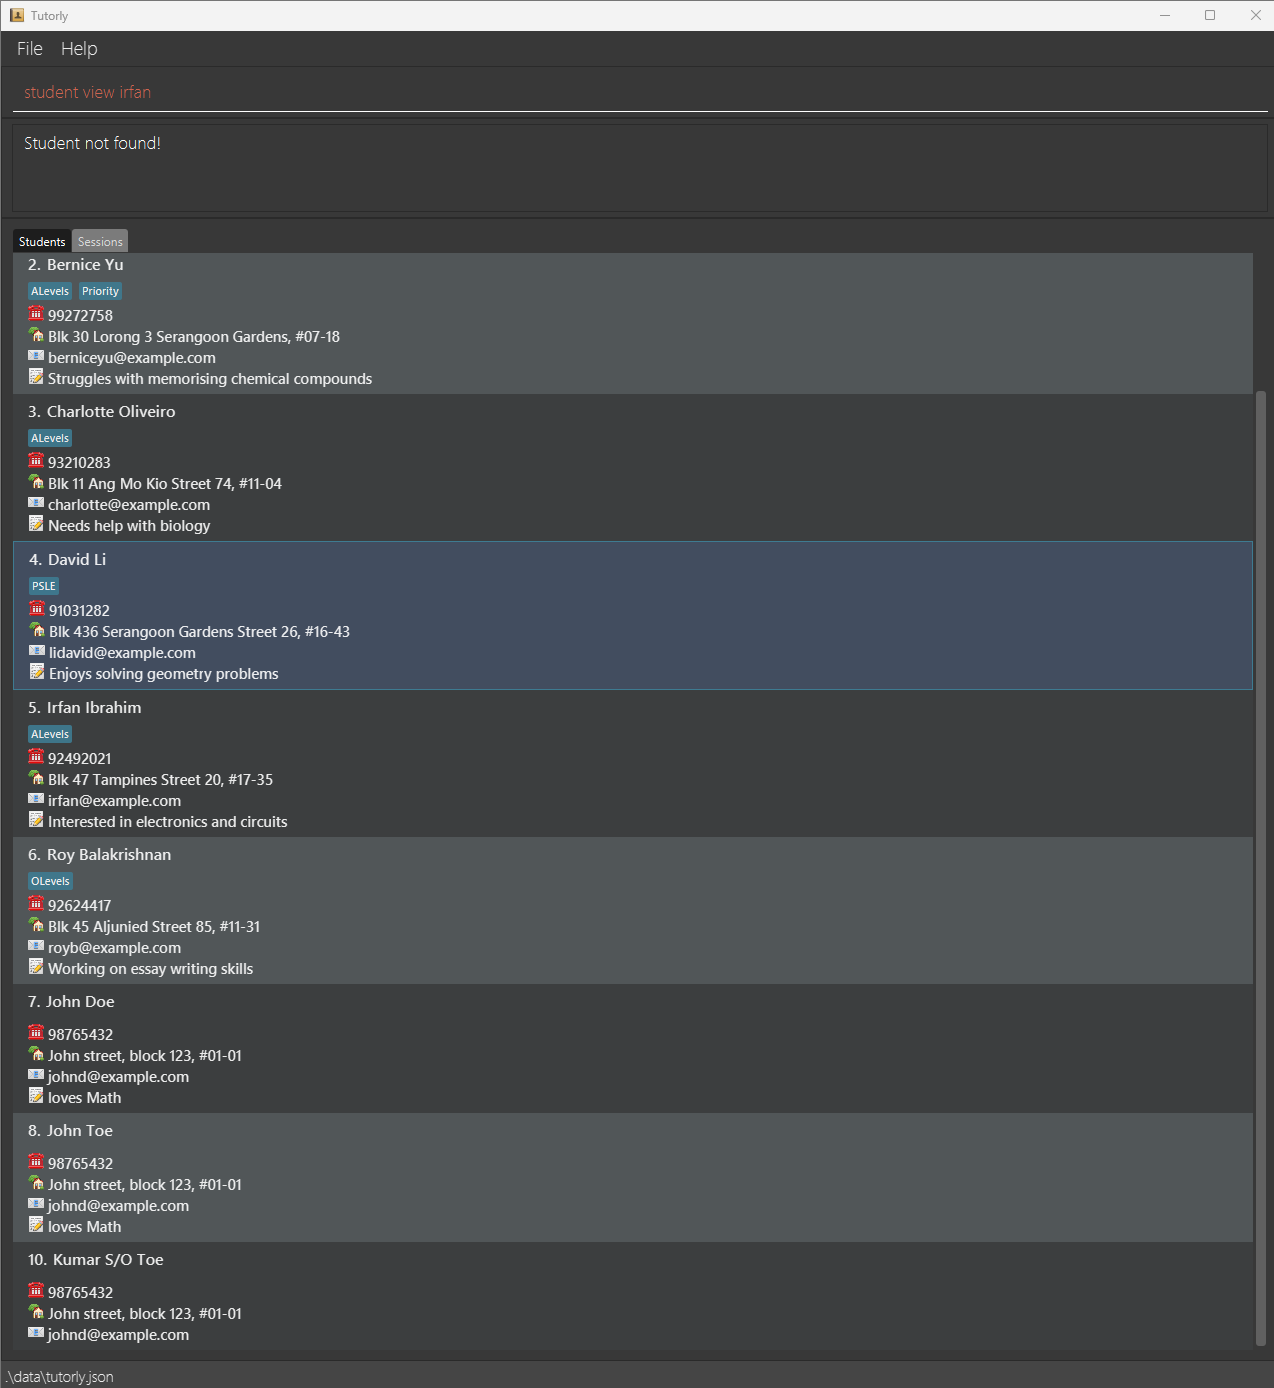 Tutorly
File Help
student view irfan
Student not found!
Students Sessions
2. Bernice Yu
ALevels Priority
99272758
Blk 30 Lorong 3 Serangoon Gardens, #07-18
berniceyu@example.com
Struggles with memorising chemical compounds
3. Charlotte Oliveiro
ALevels
93210283
Blk 11 Ang Mo Kio Street 74, #11-04
charlotte@example.com
Needs help with biology
4. David Li
PSLE
91031282
Blk 436 Serangoon Gardens Street 26, #16-43
lidavid@example.com
Enjoys solving geometry problems
5. Irfan Ibrahim
ALevels
92492021
Blk 47 Tampines Street 20, #17-35
irfan@example.com
Interested in electronics and circuits
6. Roy Balakrishnan
OLevels
92624417
Blk 45 Aljunied Street 85, #11-31
royb@example.com
Working on essay writing skills
7. John Doe
98765432
John street, block 123, #01-01
johnd@example.com
loves Math
8. John Toe
98765432
John street, block 123, #01-01
johnd@example.com
loves Math
10. Kumar S/O Toe
98765432
John street, block 123, #01-01
johnd@example.com
.\data\tutorly.json